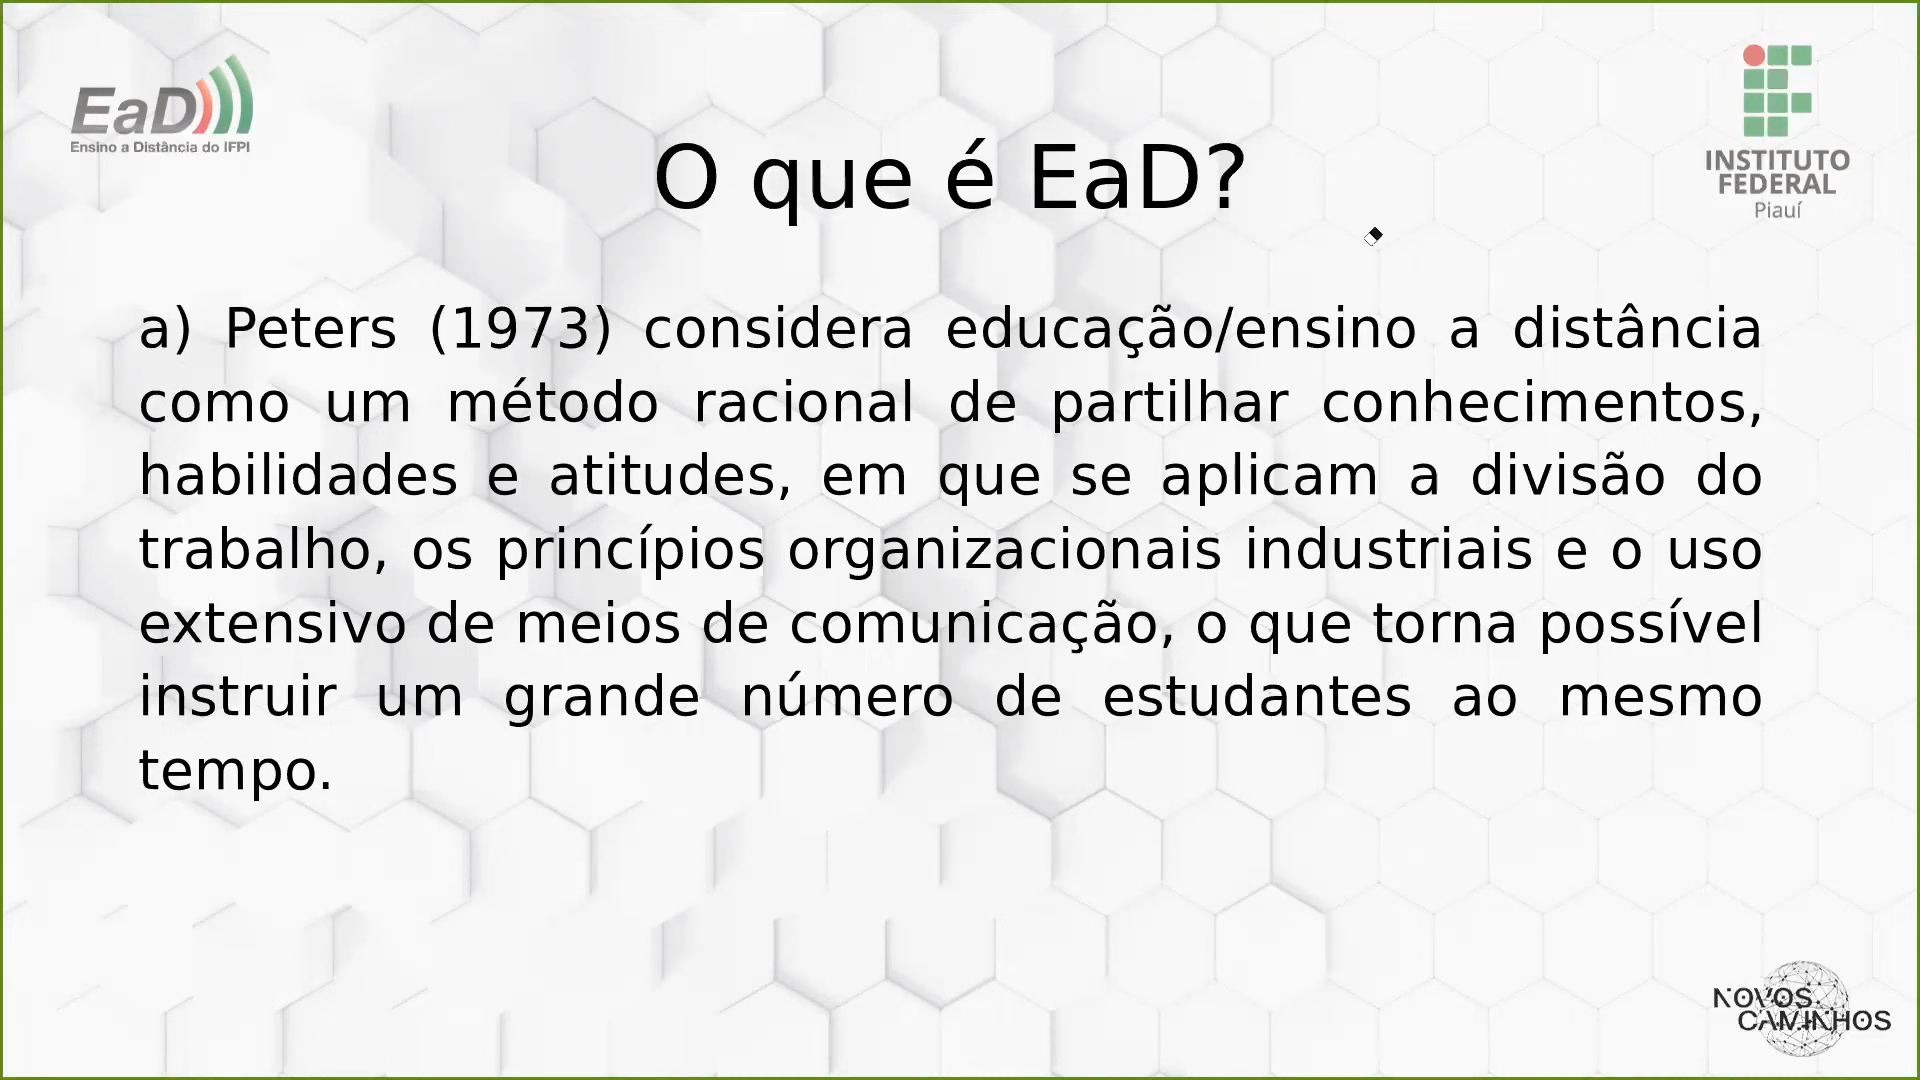 EaD
Ensino a Distância do IFPI
INSTITUTO
FEDERAL
Piauí
O que é EaD?
a) Peters (1973) considera educação/ensino a distância
como um método racional de partilhar conhecimentos,
habilidades e atitudes, em que se aplicam a divisão do
trabalho, os princípios organizacionais industriais e o uso
extensivo de meios de comunicação, o que torna possível
instruir um grande número de estudantes ao mesmo
tempo.
NOVOS
CAMINHOS